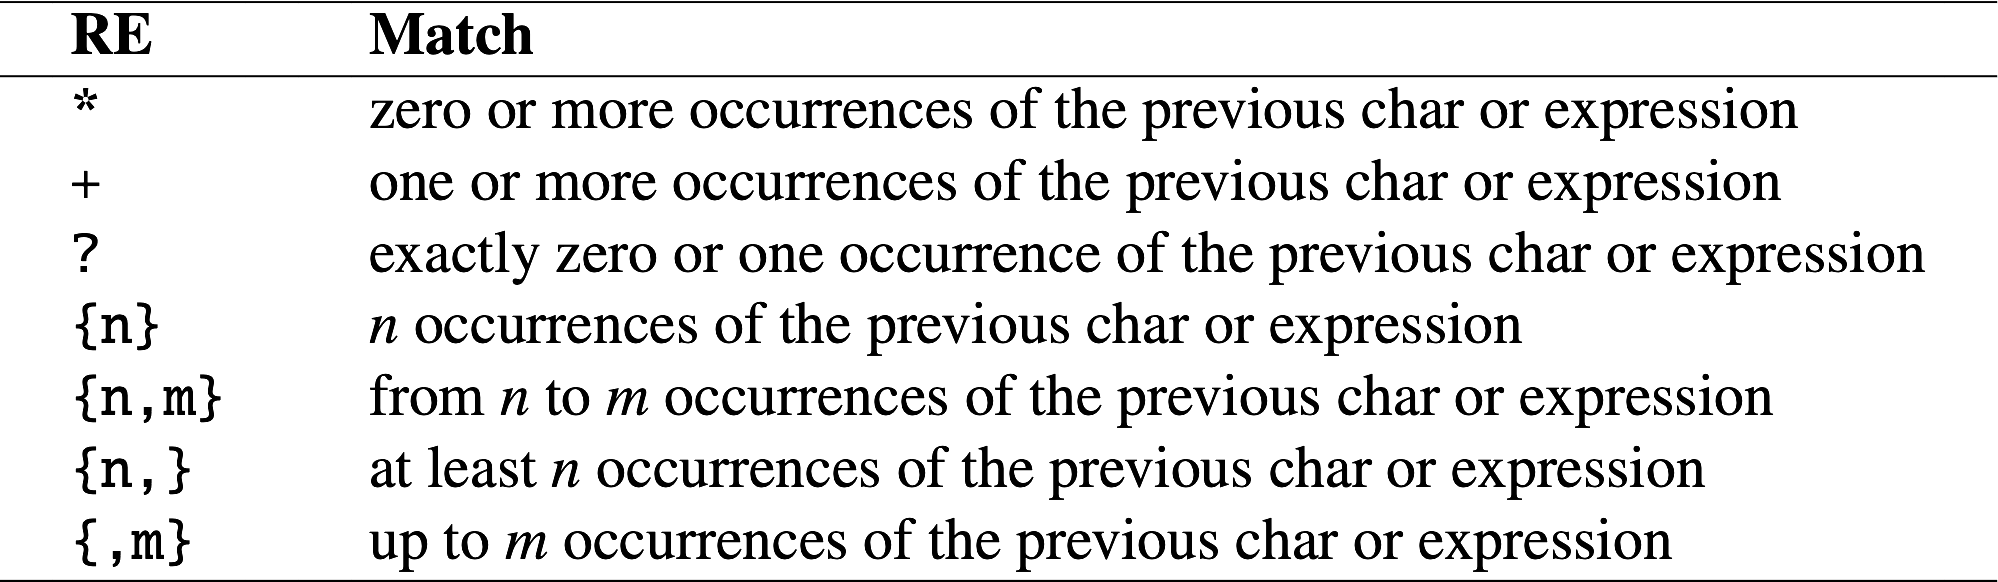 RE Match
* zero or more occurrences of the previous char or expression
+ one or more occurrences of the previous char or expression
? exactly zero or one occurrence of the previous char or expression
{n} n occurrences of the previous char or expression
{n,m} from n to m occurrences of the previous char or expression
{n,} at least n occurrences of the previous char or expression
{,m} up to m occurrences of the previous char or expression